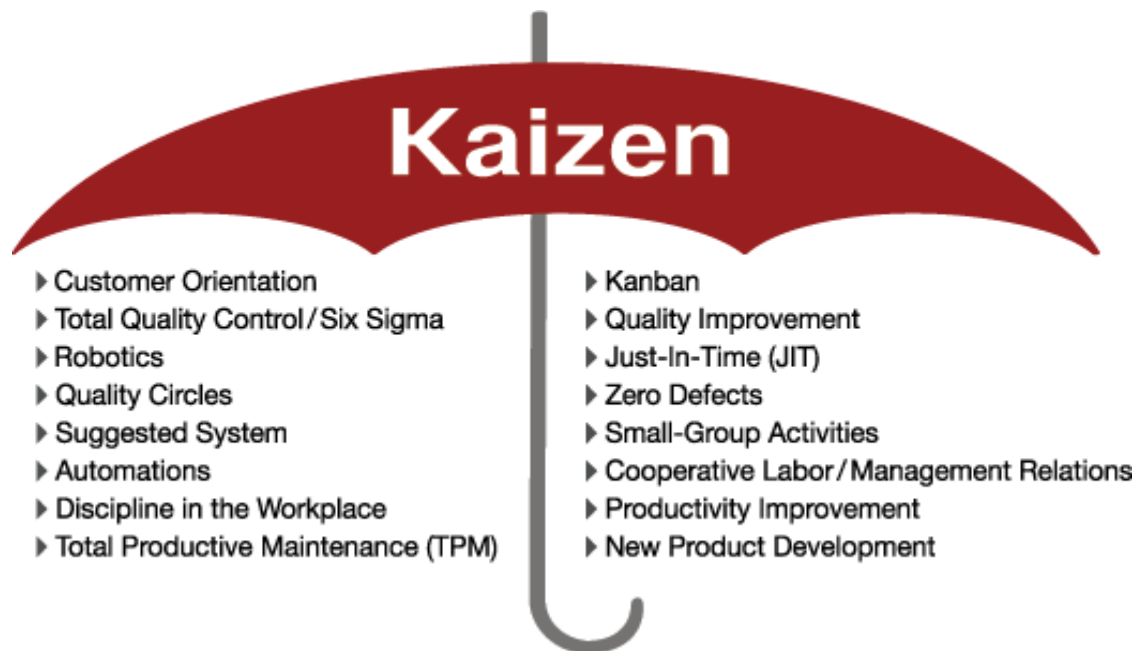 Kaizen
Customer Orientation
Total Quality Control/Six Sigma
Robotics
Quality Circles
Suggested System
Automations
Discipline in the Workplace
Total Productive Maintenance (TPM)
Kanban
Quality Improvement
Just-In-Time (JIT)
Zero Defects
Small-Group Activities
Cooperative Labor/Management Relations
Productivity Improvement
New Product Development